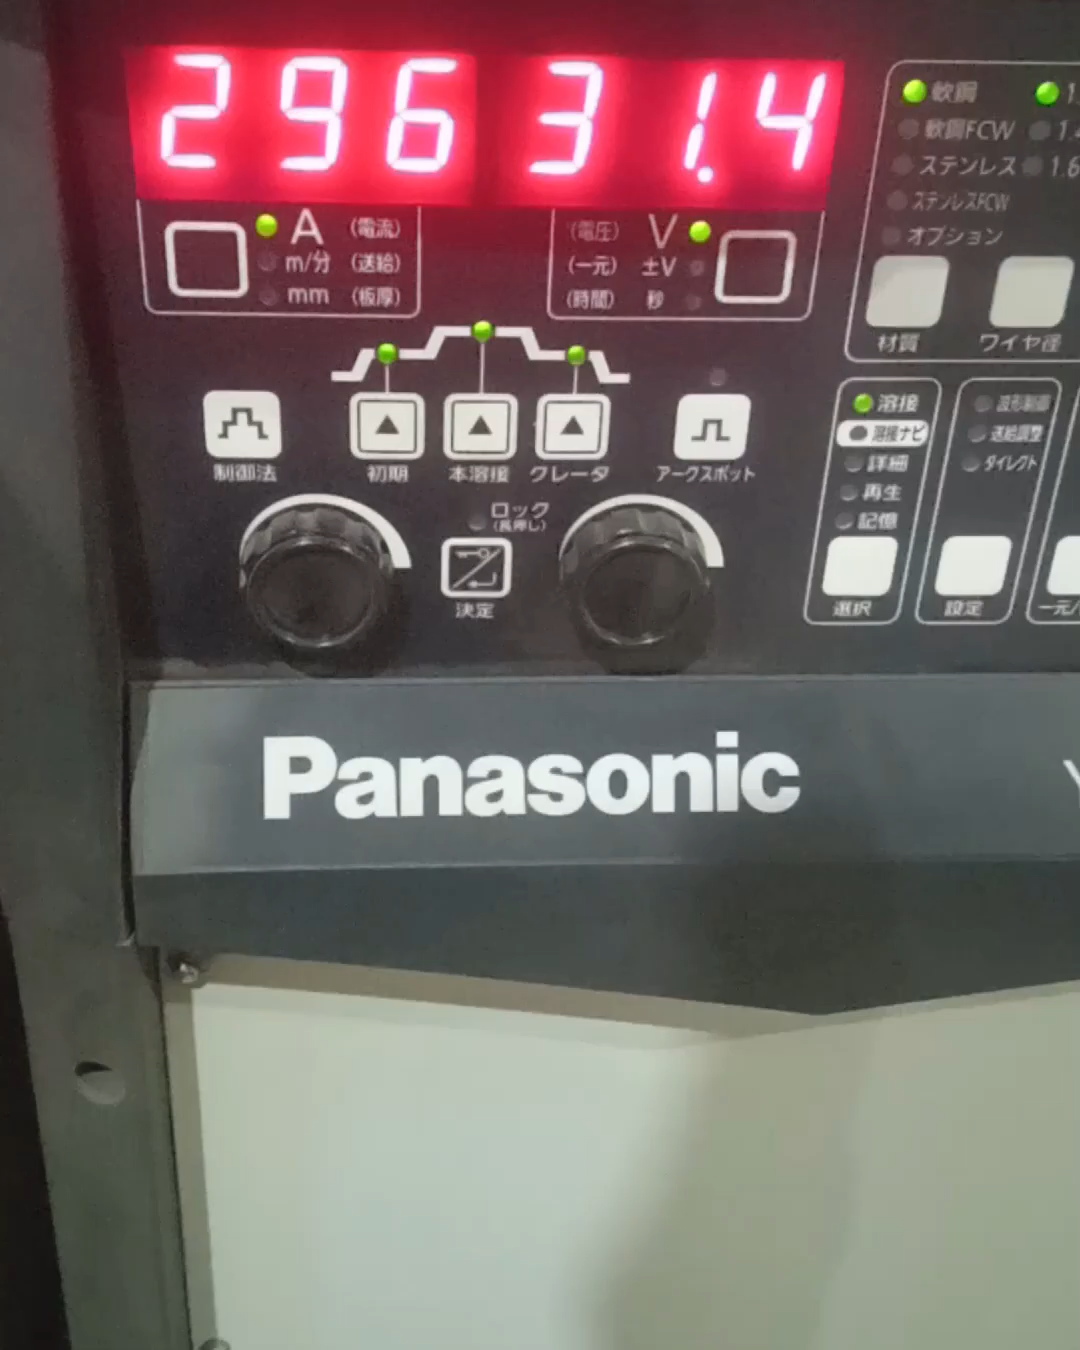 296 31.4
A (電流)
m/分 (送給)
mm (板厚)
(電圧) V
(一元) ±V
(時間) 秒
軟鋼
軟鋼FCW
ステンレス 1.6
ステンレスFCW
オプション
材質 ワイヤ径
制御法 初期 本溶接 クレータ アークスポット
ロック
(長押し)
決定
溶接
溶接ナビ
詳細
再生
記憶
選択
波形制御
送給調整
ダイレクト
設定
一元/
Panasonic